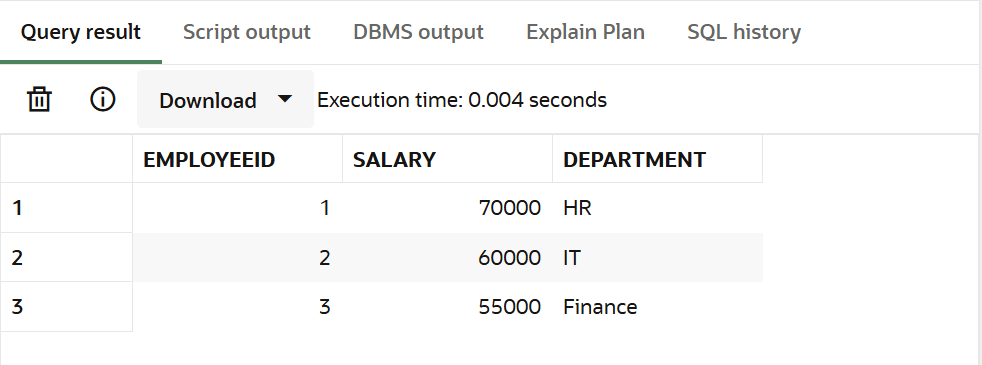 Query result Script output DBMS output Explain Plan SQL history
Download Execution time: 0.004 seconds
EMPLOYEEID SALARY DEPARTMENT
1 1 70000 HR
2 2 60000 IT
3 3 55000 Finance